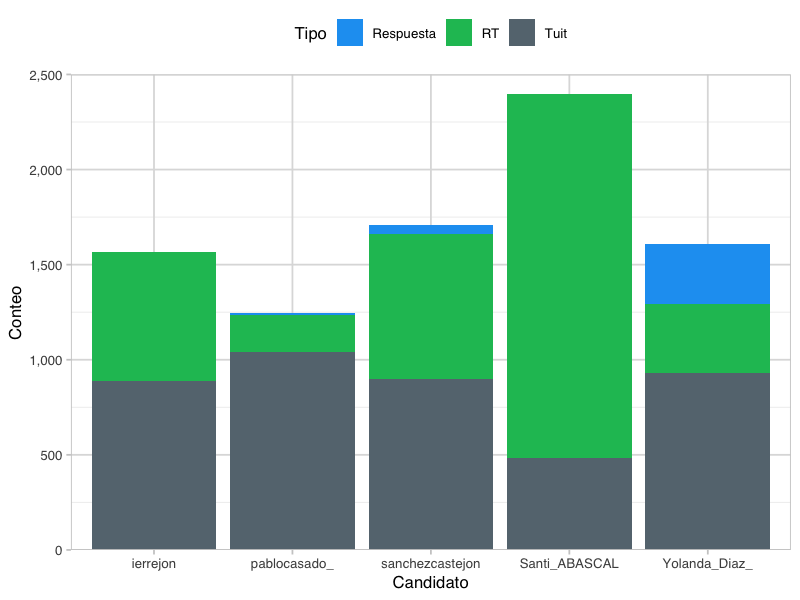 Tipo Respuesta RT Tuit
2,500
2,000
1,500
1,000
500
0
Conteo
ierrejon pablocasado_ sanchezcastejon Santi_ABASCAL Yolanda_Diaz_
Candidato